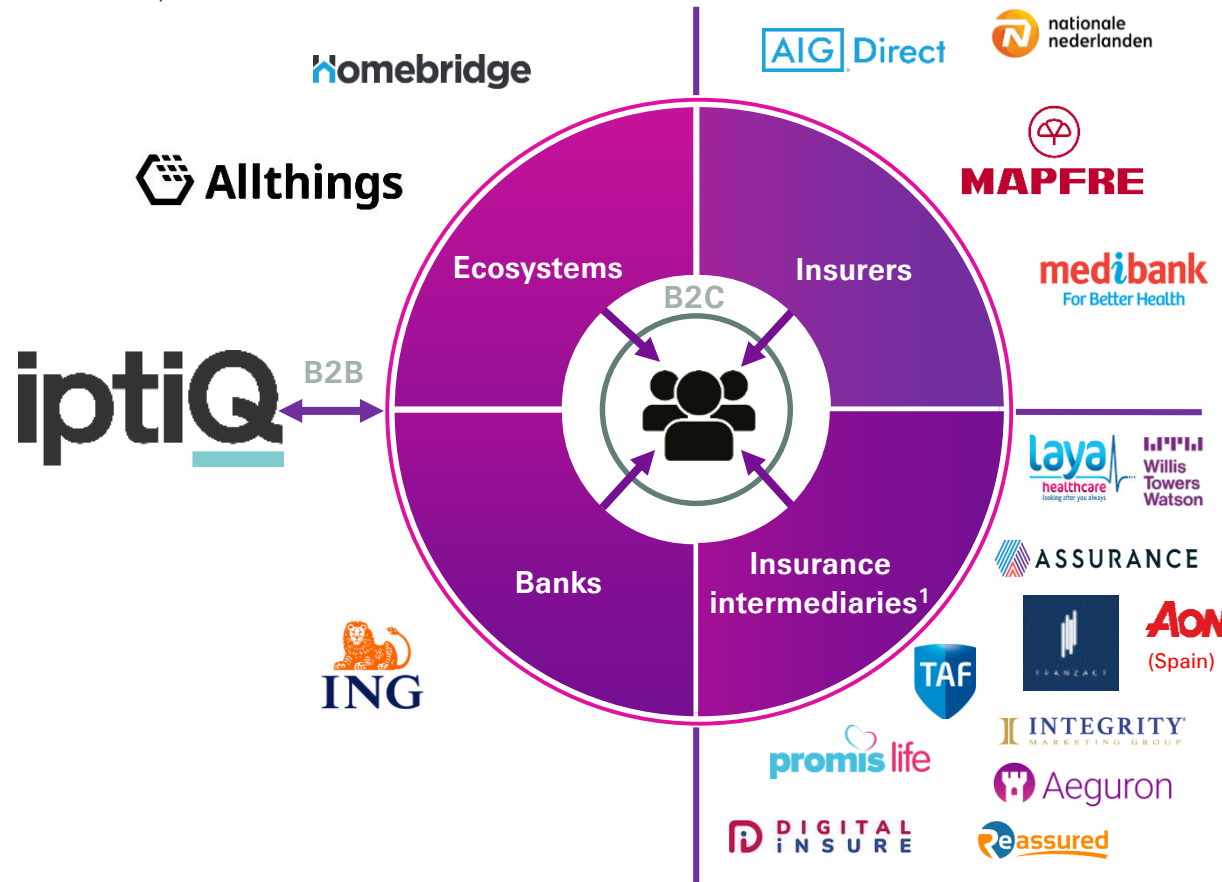 Homebridge
AIG Direct
nationale
nederlanden
Allthings
MAPFRE
Ecosystems
Insurers
medibank
For Better Health
B2C
iptiQ
B2B
laya
healthcare
looking after you always
Willis
Towers
Watson
ASSURANCE
Banks
Insurance
intermediaries1
ING
TAF
TRANZACT
AON
(Spain)
INTEGRITY
MARKETING GROUP
promis life
Aeguron
DIGITAL
INSURE
Reassured